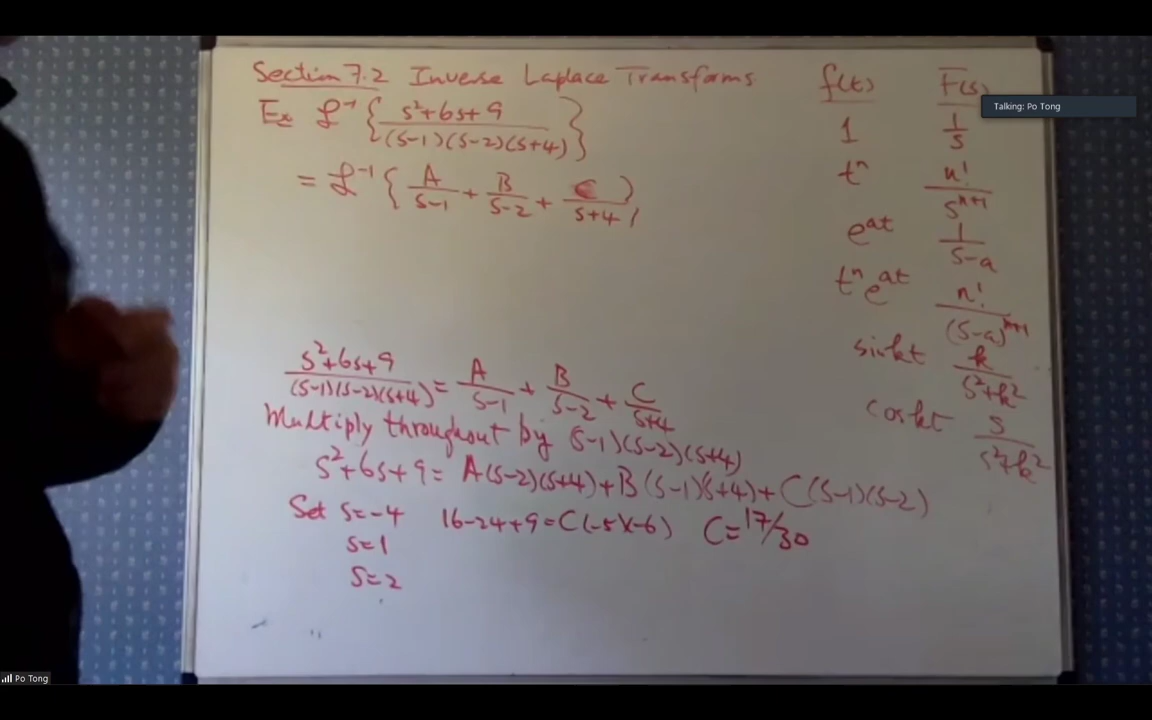 Section 7.2 Inverse Laplace Transforms
Ex ℒ⁻¹ { (s²+6s+9) / ((s-1)(s-2)(s+4)) }
= ℒ⁻¹ { A/(s-1) + B/(s-2) + C/(s+4) }
(s²+6s+9) / ((s-1)(s-2)(s+4)) = A/(s-1) + B/(s-2) + C/(s+4)
Multiply throughout by (s-1)(s-2)(s+4)
s²+6s+9 = A(s-2)(s+4)+B(s-1)(s+4)+C(s-1)(s-2)
Set s=-4 16-24+9=C(-5)(-6) C=17/30
s=1
s=2
f(t) F(s)
1 1/s
tⁿ n!/sⁿ⁺¹
e^at 1/(s-a)
tⁿe^at n!/(s-a)ⁿ⁺¹
sin kt k/(s²+k²)
cos kt s/(s²+k²)
Talking: Po Tong
Po Tong